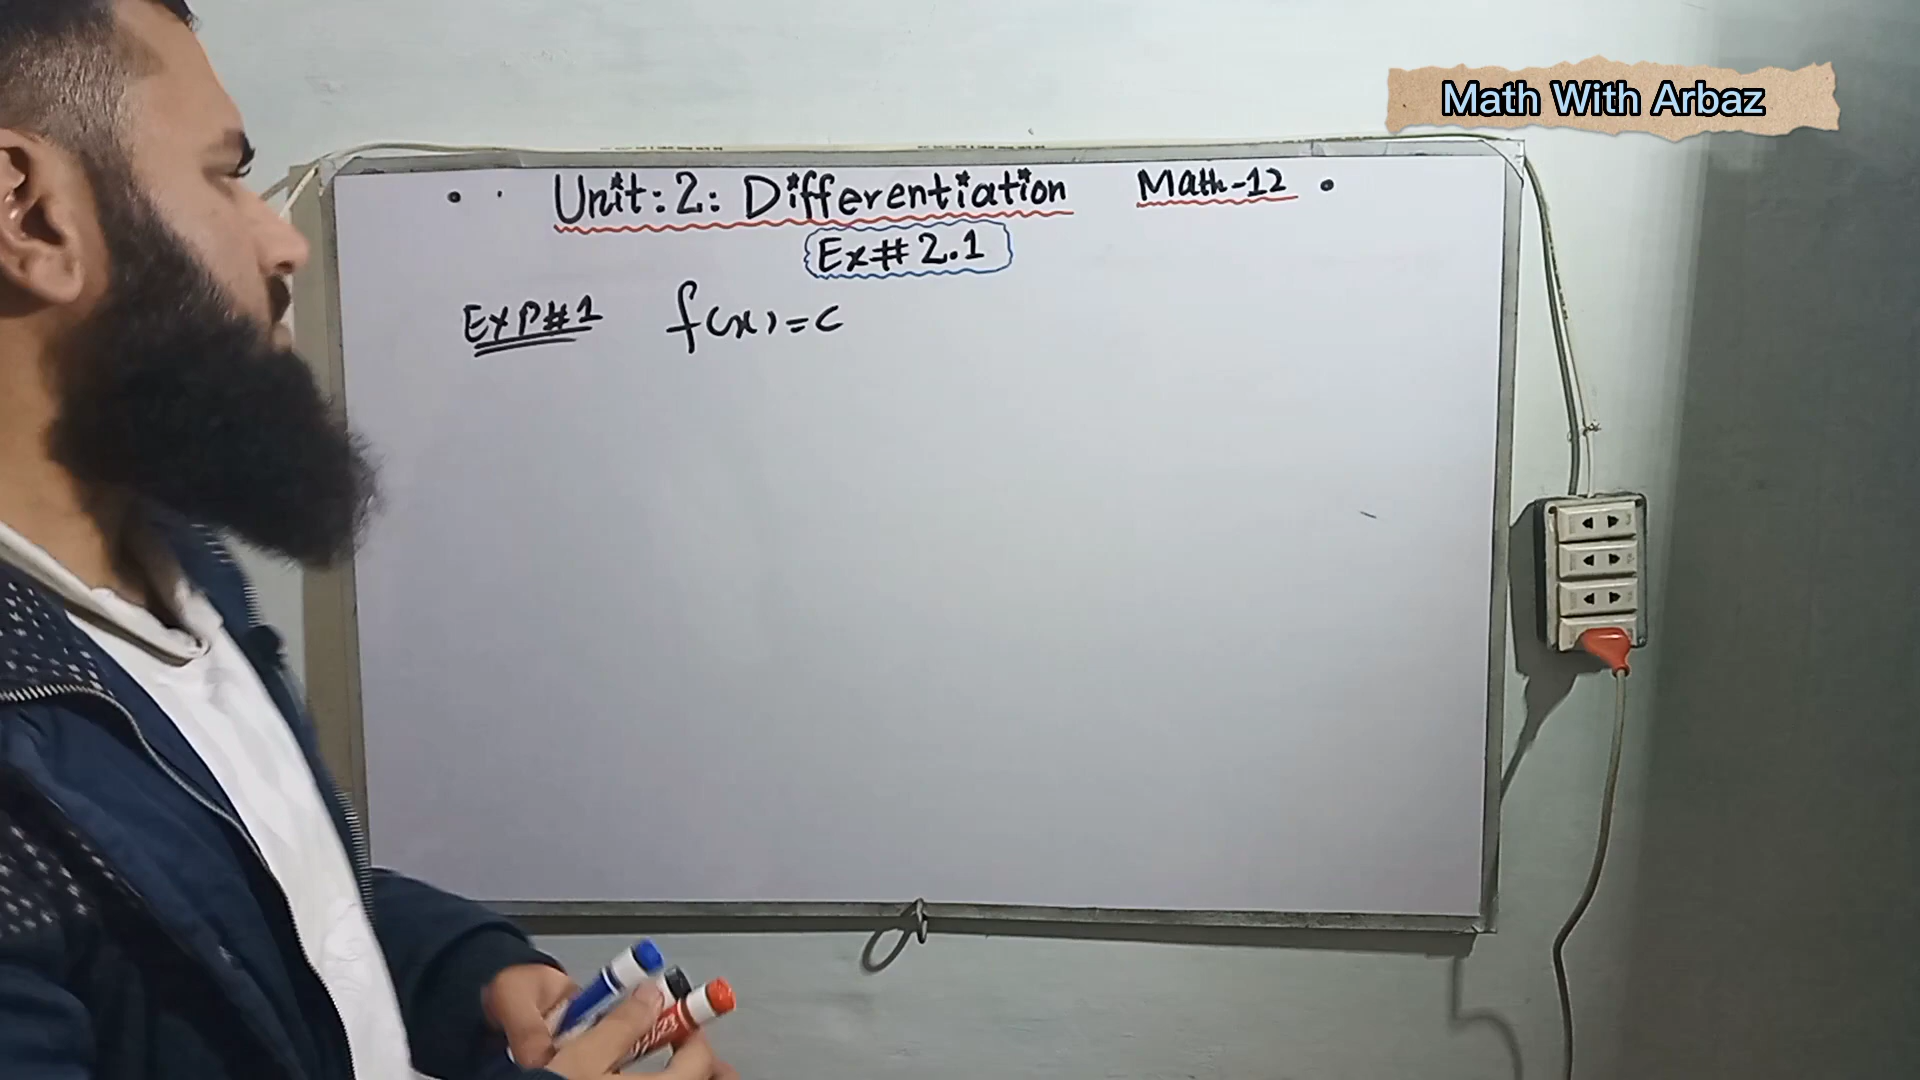 Math With Arbaz
Unit: 2: Differentiation Math-12
Ex# 2.1
EXP#1 f(x)=c